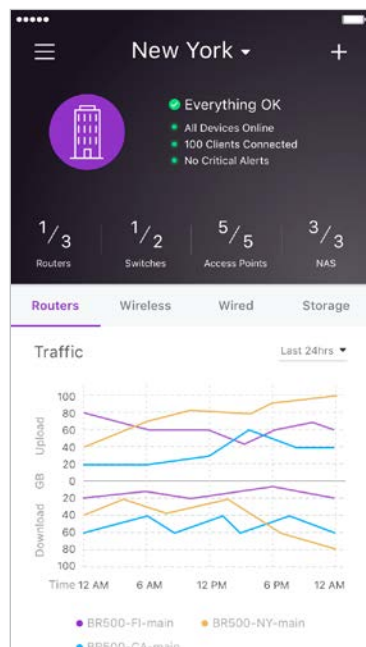 New York
+
Everything OK
All Devices Online
100 Clients Connected
No Critical Alerts
1/3 1/2 5/5 3/3
Routers Switches Access Points NAS
Routers Wireless Wired Storage
Traffic Last 24hrs
100
80
60
40
20
0
20
40
60
80
100
Upload
GB
Download
Time 12 AM 6 AM 12 PM 6 PM 12 AM
BR500-FI-main BR500-NY-main
BR500-CA-main